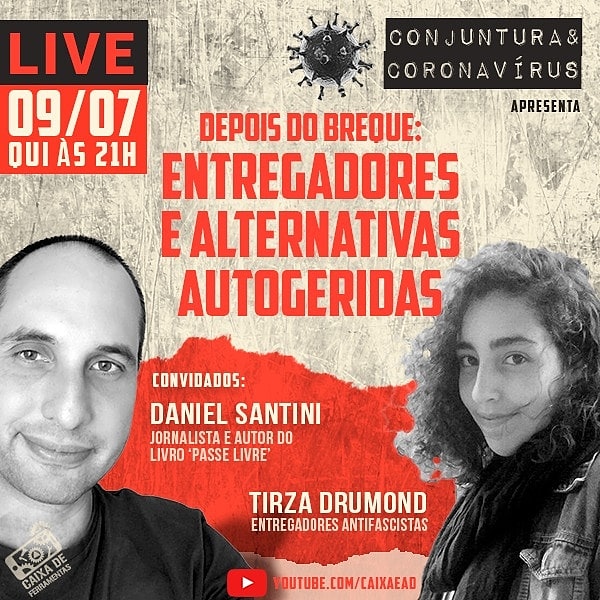 LIVE
09/07
QUI ÀS 21H
CONJUNTURA&
CORONAVÍRUS
APRESENTA
DEPOIS DO BREQUE:
ENTREGADORES
E ALTERNATIVAS
AUTOGERIDAS
CONVIDADOS:
DANIEL SANTINI
JORNALISTA E AUTOR DO
LIVRO ‘PASSE LIVRE’
TIRZA DRUMOND
ENTREGADORES ANTIFASCISTAS
CAIXA DE
FERRAMENTAS
YOUTUBE.COM/CAIXAEAD